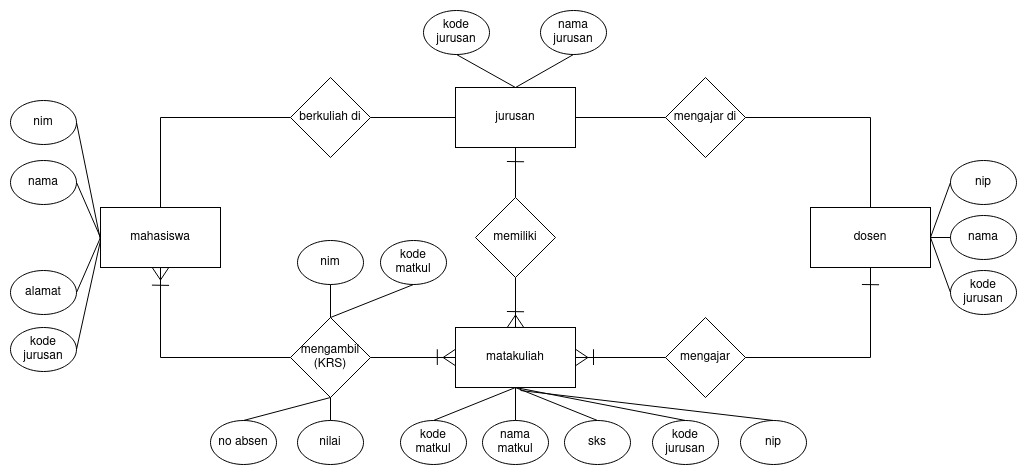 kode
jurusan
nama
jurusan
berkuliah di
jurusan
mengajar di
nim
nama
mahasiswa
alamat
kode
jurusan
memiliki
dosen
nip
nama
kode
jurusan
nim
kode
matkul
mengambil
(KRS)
matakuliah
mengajar
no absen
nilai
kode
matkul
nama
matkul
sks
kode
jurusan
nip